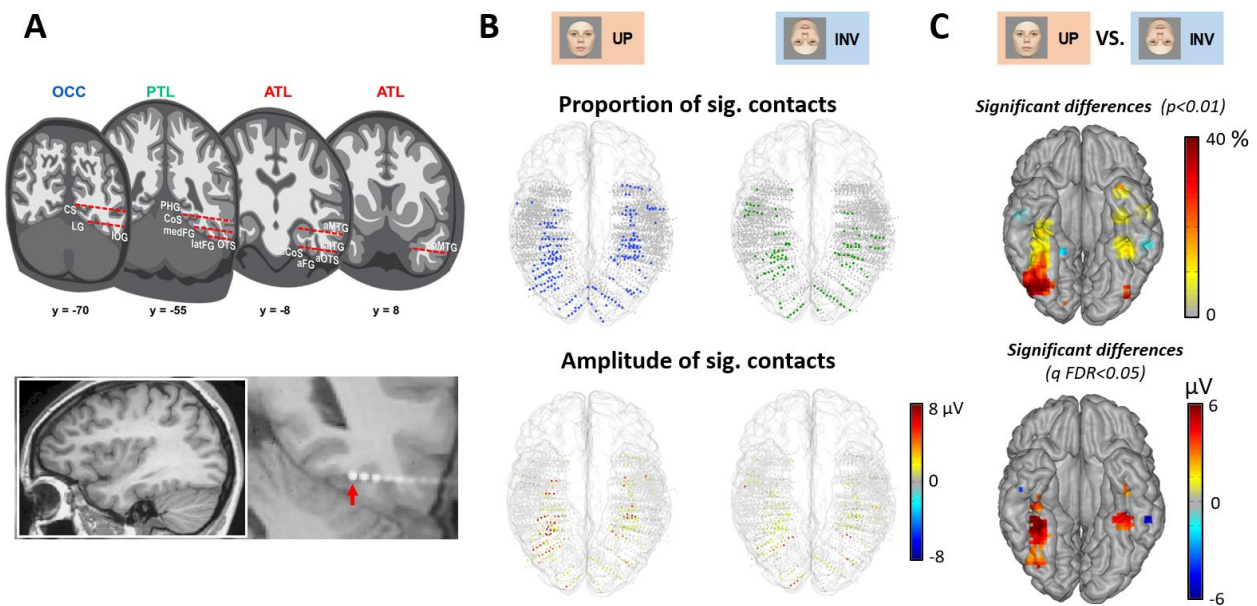 A
OCC PTL ATL ATL
CS
LG
IOG
PHG
CoS
medFG
latFG OTS
aMTG
aITG
aCoS
aOTS
aFG
aMTG
y = -70 y = -55 y = -8 y = 8
B
UP INV
Proportion of sig. contacts
Amplitude of sig. contacts
8 µV
0
-8
C
UP VS. INV
Significant differences (p<0.01)
40 %
0
Significant differences
(q FDR<0.05)
µV
6
0
-6